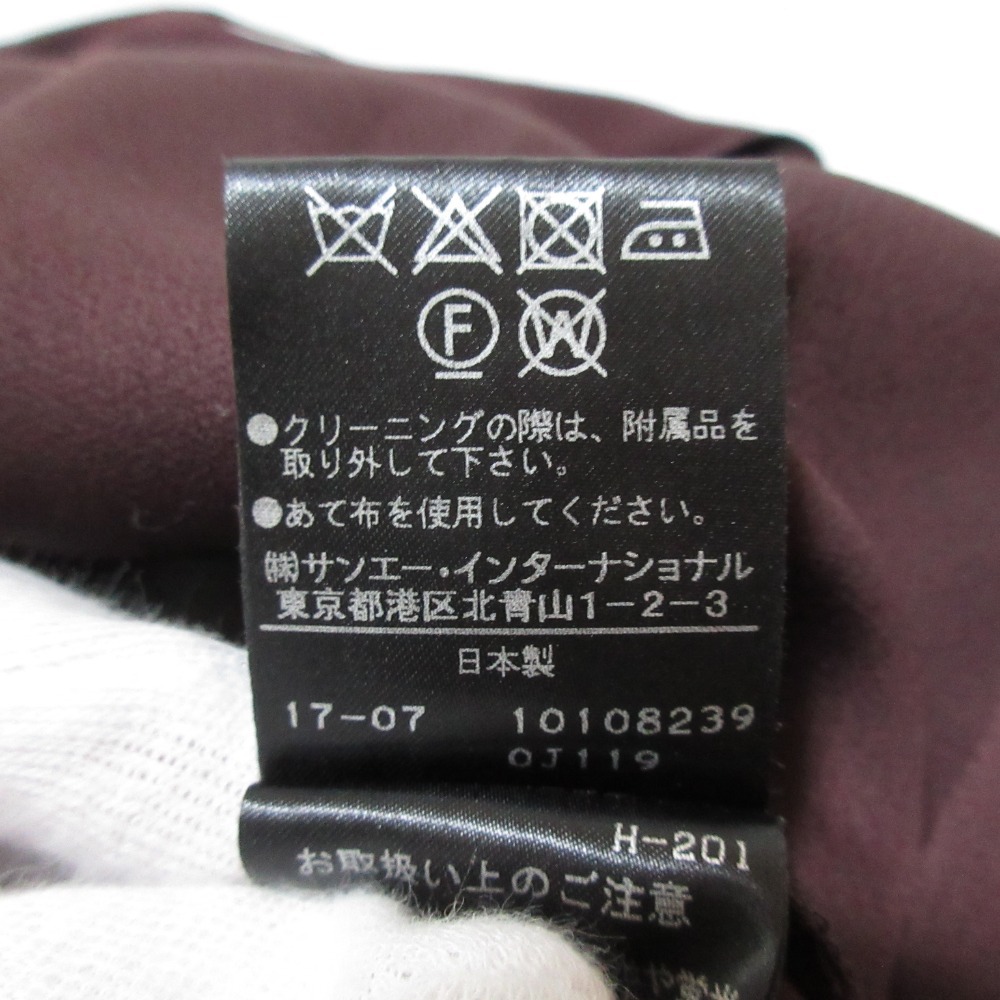 F W
●クリーニングの際は、附属品を
取り外して下さい。
●あて布を使用してください。
㈱サンエー・インターナショナル
東京都港区北青山1-2-3
日本製
17-07 10108239
0J119
H-201
お取扱い上のご注意